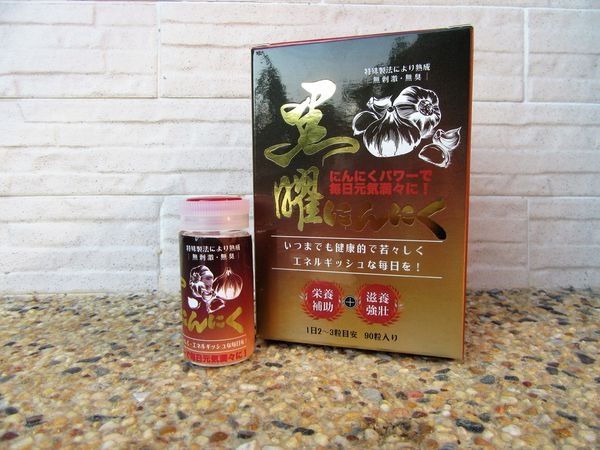 特殊製法により熟成
無刺激・無臭
黒
曜にんにく
にんにくパワーで
毎日元気潤々に！
いつまでも健康的で若々しく
エネルギッシュな毎日を！
栄養
補助
+
滋養
強壯
1日2～3粒目安 90粒入り
特殊製法により熟成
無刺激・無臭
んにく
エネルギッシュな毎日を！
で毎日元気潤々に！